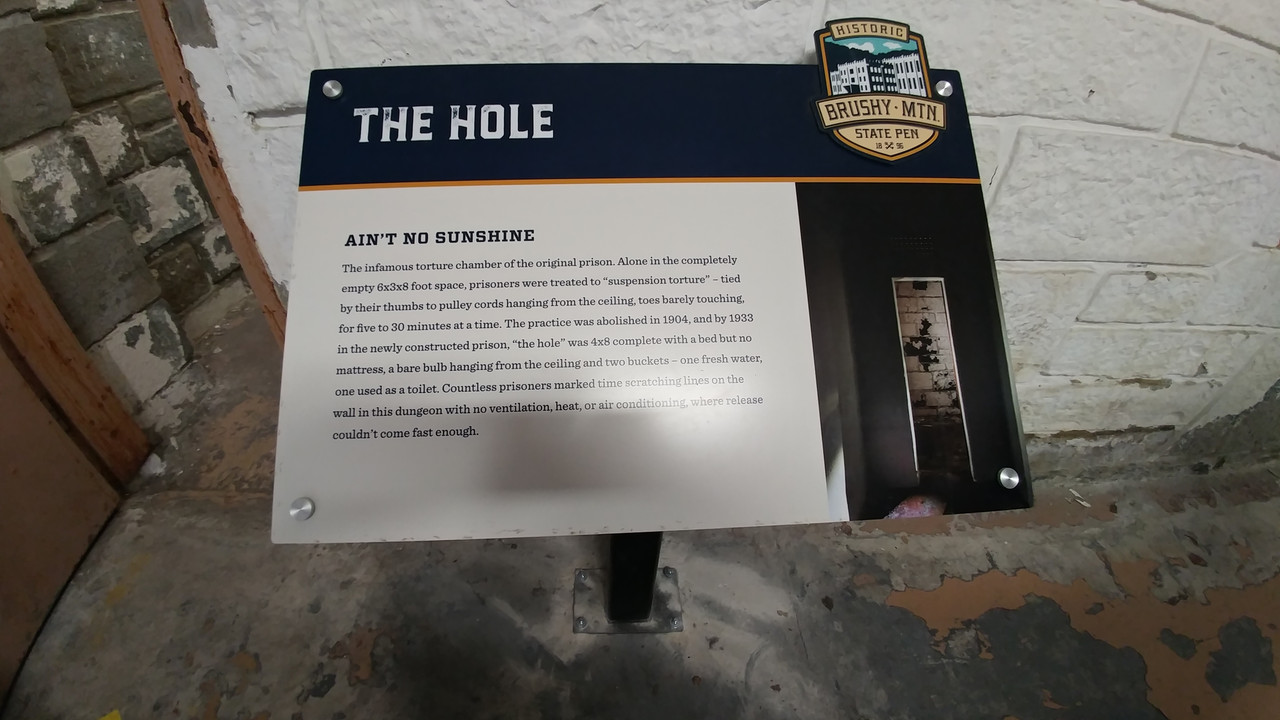 HISTORIC
BRUSHY · MTN.
STATE PEN
18 96
THE HOLE
AIN'T NO SUNSHINE
The infamous torture chamber of the original prison. Alone in the completely
empty 6x3x8 foot space, prisoners were treated to “suspension torture” – tied
by their thumbs to pulley cords hanging from the ceiling, toes barely touching,
for five to 30 minutes at a time. The practice was abolished in 1904, and by 1933
in the newly constructed prison, “the hole” was 4x8 complete with a bed but no
mattress, a bare bulb hanging from the ceiling and two buckets – one fresh water,
one used as a toilet. Countless prisoners marked time scratching lines on the
wall in this dungeon with no ventilation, heat, or air conditioning, where release
couldn't come fast enough.